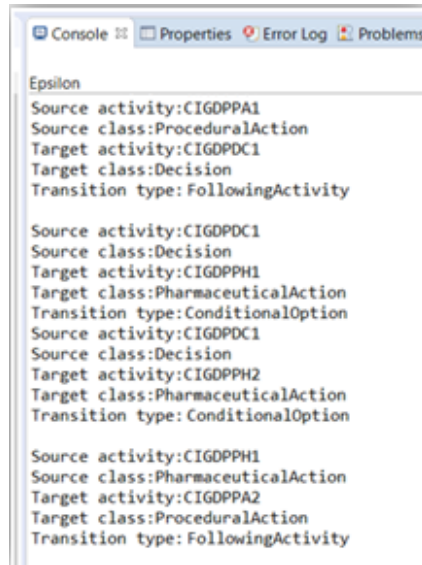 Console Properties Error Log Problems
Epsilon
Source activity:CIGDPPA1
Source class:ProceduralAction
Target activity:CIGDPDC1
Target class:Decision
Transition type:FollowingActivity
Source activity:CIGDPDC1
Source class:Decision
Target activity:CIGDPPH1
Target class:PharmaceuticalAction
Transition type:ConditionalOption
Source activity:CIGDPDC1
Source class:Decision
Target activity:CIGDPPH2
Target class:PharmaceuticalAction
Transition type:ConditionalOption
Source activity:CIGDPPH1
Source class:PharmaceuticalAction
Target activity:CIGDPPA2
Target class:ProceduralAction
Transition type:FollowingActivity